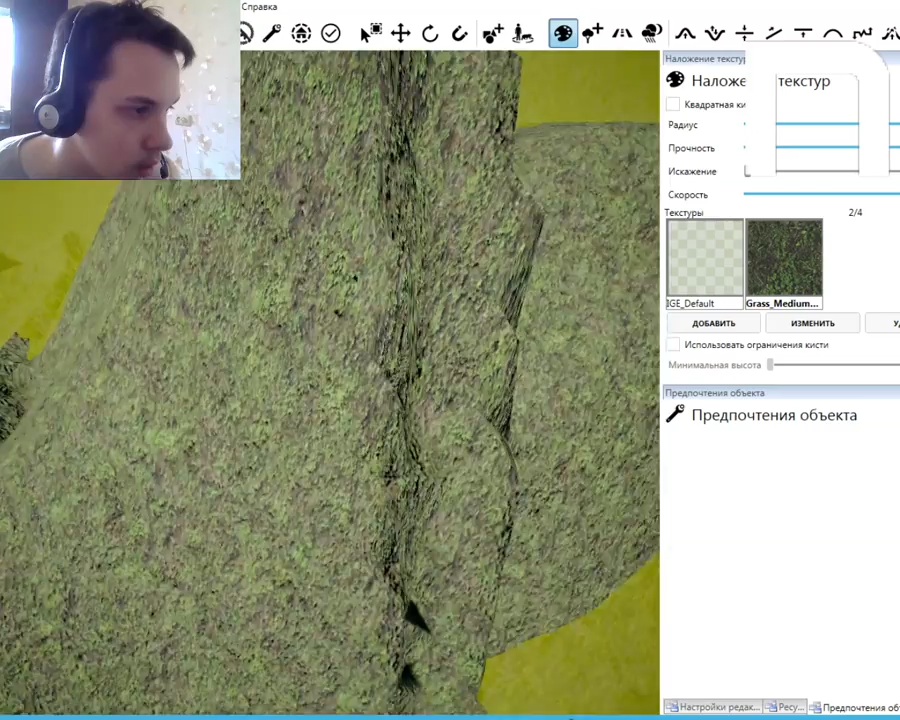 Справка
Наложение текстур
Наложе текстур
Квадратная ки
Радиус
Прочность
Искажение
Скорость
Текстуры 2/4
IGE_Default Grass_Medium...
ДОБАВИТЬ ИЗМЕНИТЬ У
Использовать ограничения кисти
Минимальная высота
Предпочтения объекта
Предпочтения объекта
Настройки редак... Ресу... Предпочтения об